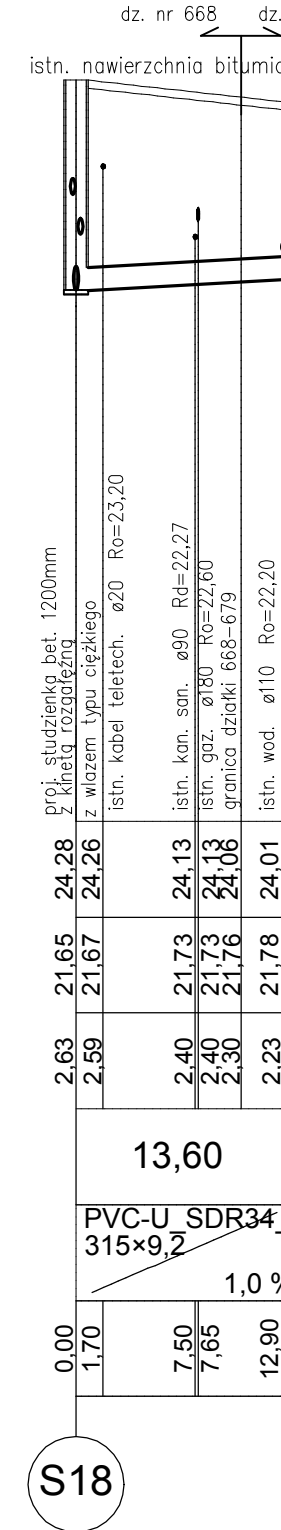 dz. nr 668
dz.
istn. nawierzchnia bitumic
proj. studzienka bet. 1200mm
z kinetą rozgałęźną
z włazem typu ciężkiego
istn. kabel teletech. ø20 Ro=23,20
istn. kan. san. ø90 Rd=22,27
istn. gaz. ø180 Ro=22,60
granica działki 668-679
istn. wod. ø110 Ro=22,20
24,28
24,26
24,13
24,13
24,06
24,01
21,65
21,67
21,73
21,73
21,76
21,78
2,63
2,59
2,40
2,40
2,30
2,23
13,60
PVC-U_SDR34_
315×9,2
1,0 %
0,00
1,70
7,50
7,65
12,90
S18